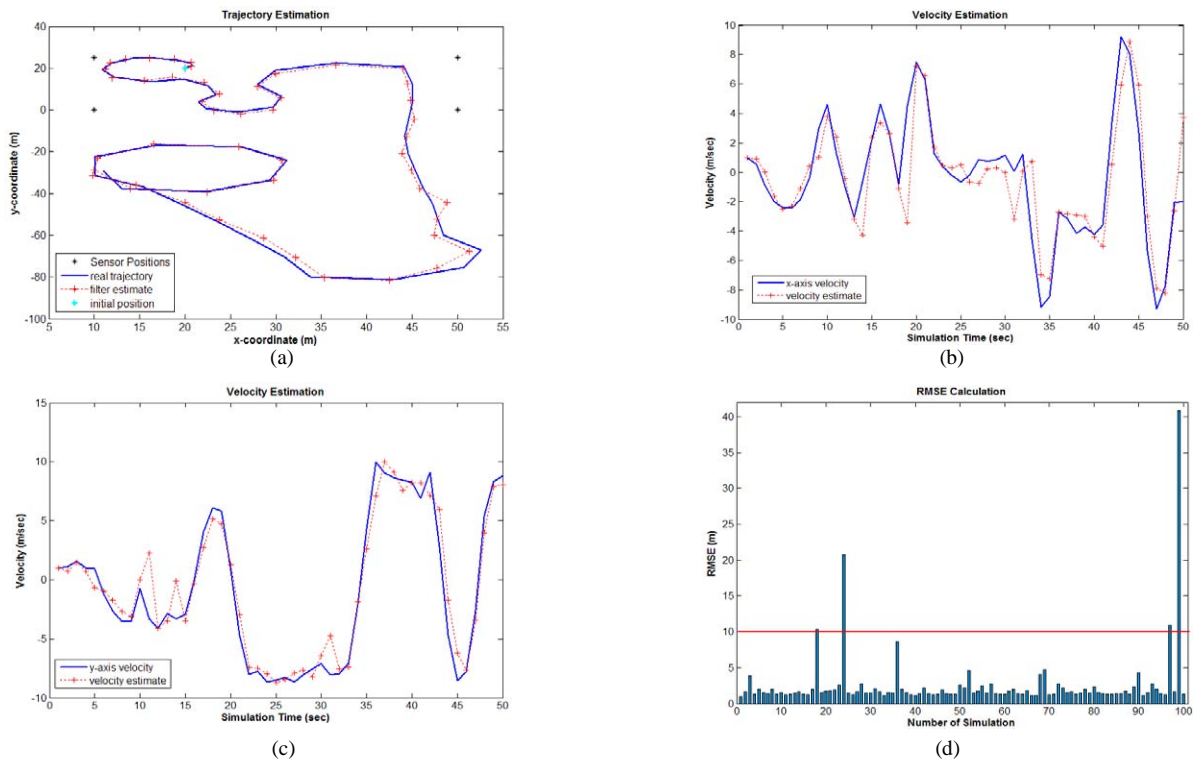 Trajectory Estimation
40
20
0
-20
-40
-60
-80
-100
y-coordinate (m)
Sensor Positions
real trajectory
filter estimate
initial position
5 10 15 20 25 30 35 40 45 50 55
x-coordinate (m)
(a)
Velocity Estimation
10
8
6
4
2
0
-2
-4
-6
-8
-10
Velocity (m/sec)
x-axis velocity
velocity estimate
0 5 10 15 20 25 30 35 40 45 50
Simulation Time (sec)
(b)
Velocity Estimation
15
10
5
0
-5
-10
Velocity (m/sec)
y-axis velocity
velocity estimate
0 5 10 15 20 25 30 35 40 45 50
Simulation Time (sec)
(c)
RMSE Calculation
40
35
30
25
20
15
10
5
0
RMSE (m)
0 10 20 30 40 50 60 70 80 90 100
Number of Simulation
(d)